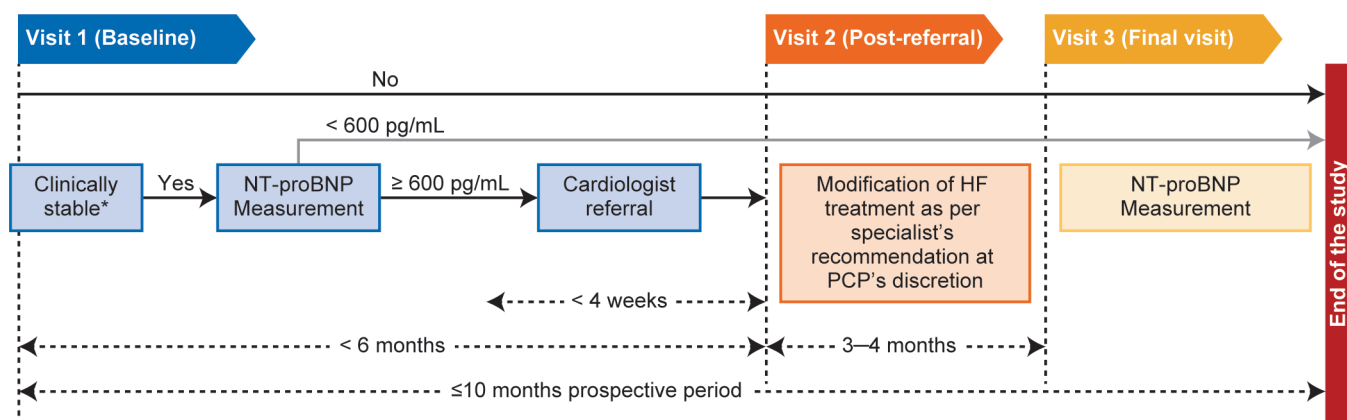 Visit 1 (Baseline)
Visit 2 (Post-referral)
Visit 3 (Final visit)
No
< 600 pg/mL
Clinically
stable*
Yes
NT-proBNP
Measurement
≥ 600 pg/mL
Cardiologist
referral
Modification of HF
treatment as per
specialist’s
recommendation at
PCP’s discretion
NT-proBNP
Measurement
< 4 weeks
< 6 months
3–4 months
≤10 months prospective period
End of the study